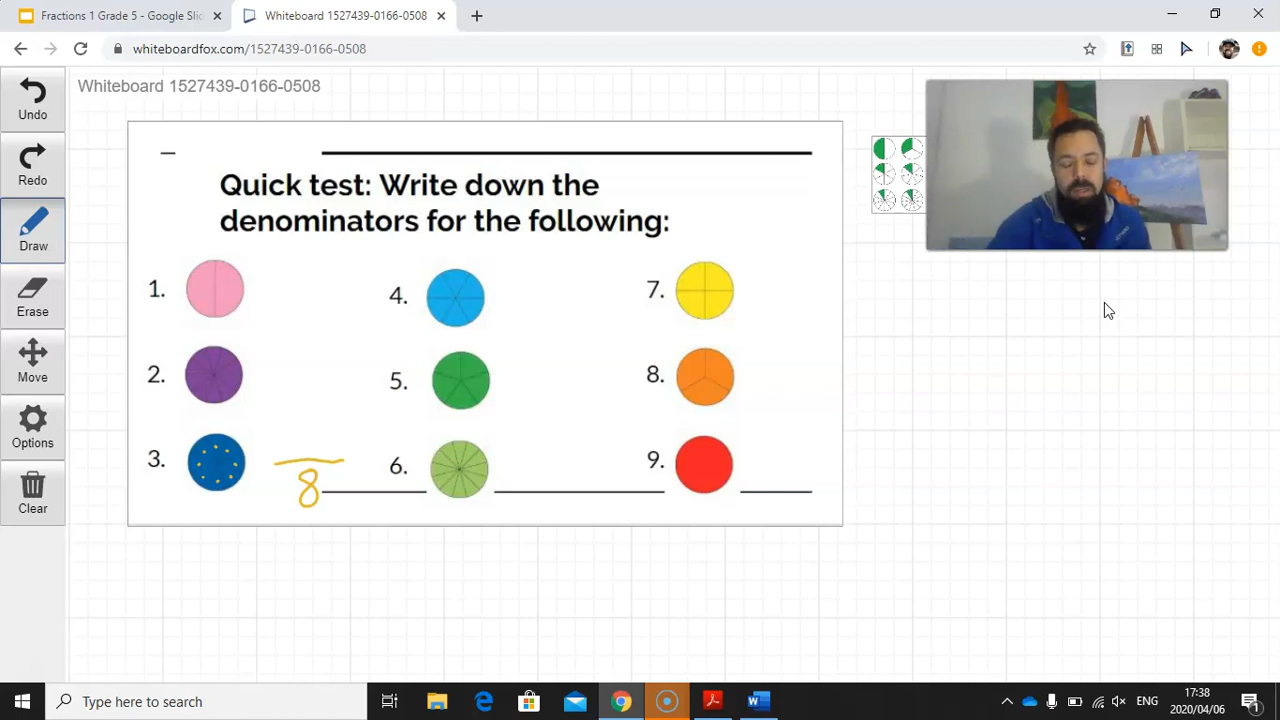 Fractions 1 Grade 5 - Google Slic
Whiteboard 1527439-0166-0508
whiteboardfox.com/1527439-0166-0508
Whiteboard 1527439-0166-0508
Undo
Redo
Draw
Erase
Move
Options
Clear
Quick test: Write down the
denominators for the following:
1.
2.
3.
8
4.
5.
6.
7.
8.
9.
Type here to search
ENG
17:38
2020/04/06
1